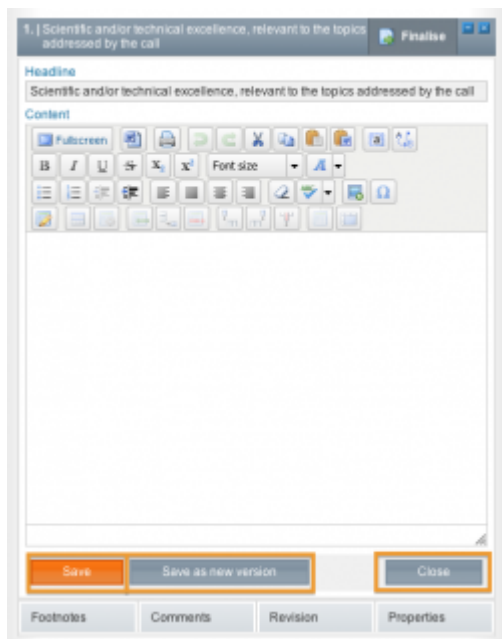 1. | Scientific and/or technical excellence, relevant to the topics
addressed by the call
Finalise
Headline
Scientific and/or technical excellence, relevant to the topics addressed by the call
Content
Fullscreen
B I U S X₂ X² Font size A
Ω
Save Save as new version Close
Footnotes Comments Revision Properties